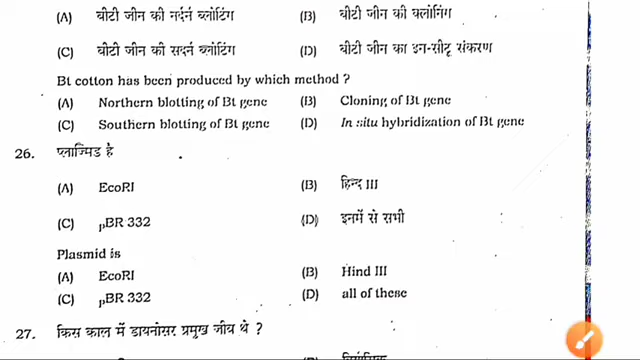 (A) बीटी जीन की नर्दर्न ब्लोटिंग (B) बीटी जीन की क्लोनिंग
(C) बीटी जीन की सदर्न ब्लोटिंग (D) बीटी जीन का इन-सीटू संकरण
Bt cotton has been produced by which method ?
(A) Northern blotting of Bt gene (B) Cloning of Bt gene
(C) Southern blotting of Bt gene (D) In situ hybridization of Bt gene
26. प्लाज्मिड है
(A) EcoRI (B) हिन्द III
(C) pBR 332 (D) इनमें से सभी
Plasmid is
(A) EcoRI (B) Hind III
(C) pBR 332 (D) all of these
27. किस काल में डायनोसर प्रमुख जीव थे ?